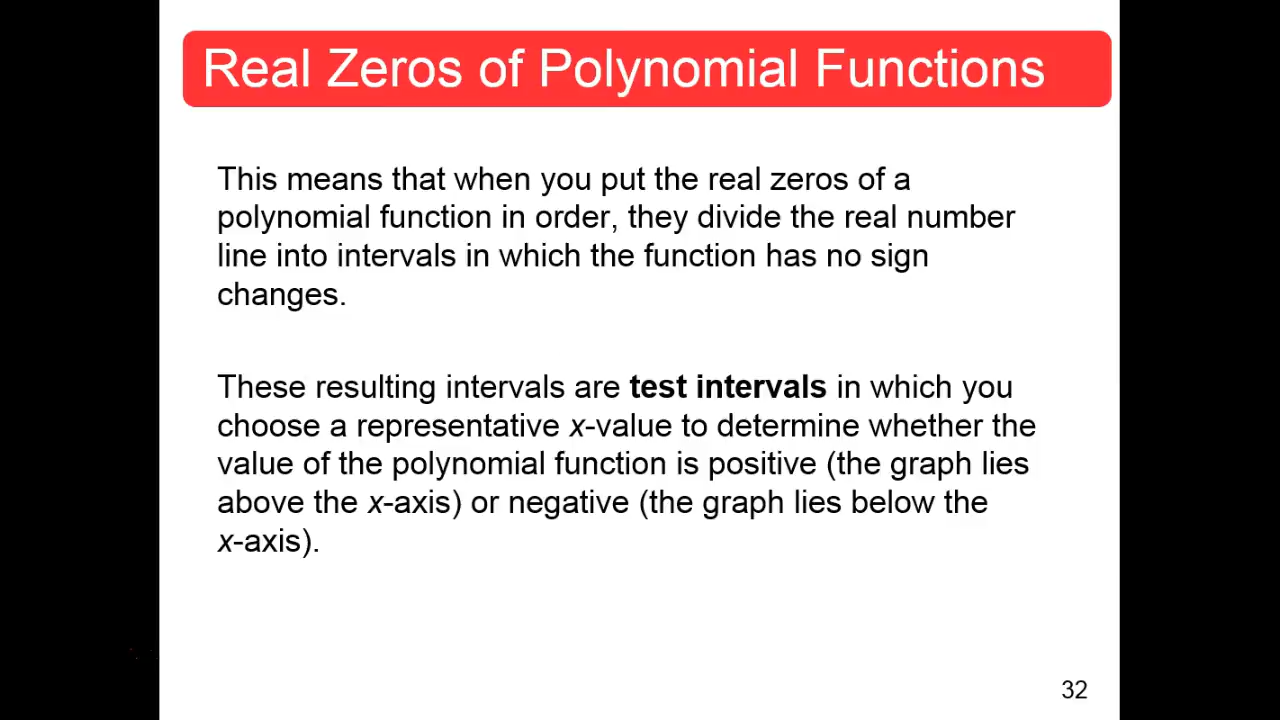 Real Zeros of Polynomial Functions
This means that when you put the real zeros of a
polynomial function in order, they divide the real number
line into intervals in which the function has no sign
changes.
These resulting intervals are test intervals in which you
choose a representative x-value to determine whether the
value of the polynomial function is positive (the graph lies
above the x-axis) or negative (the graph lies below the
x-axis).
32